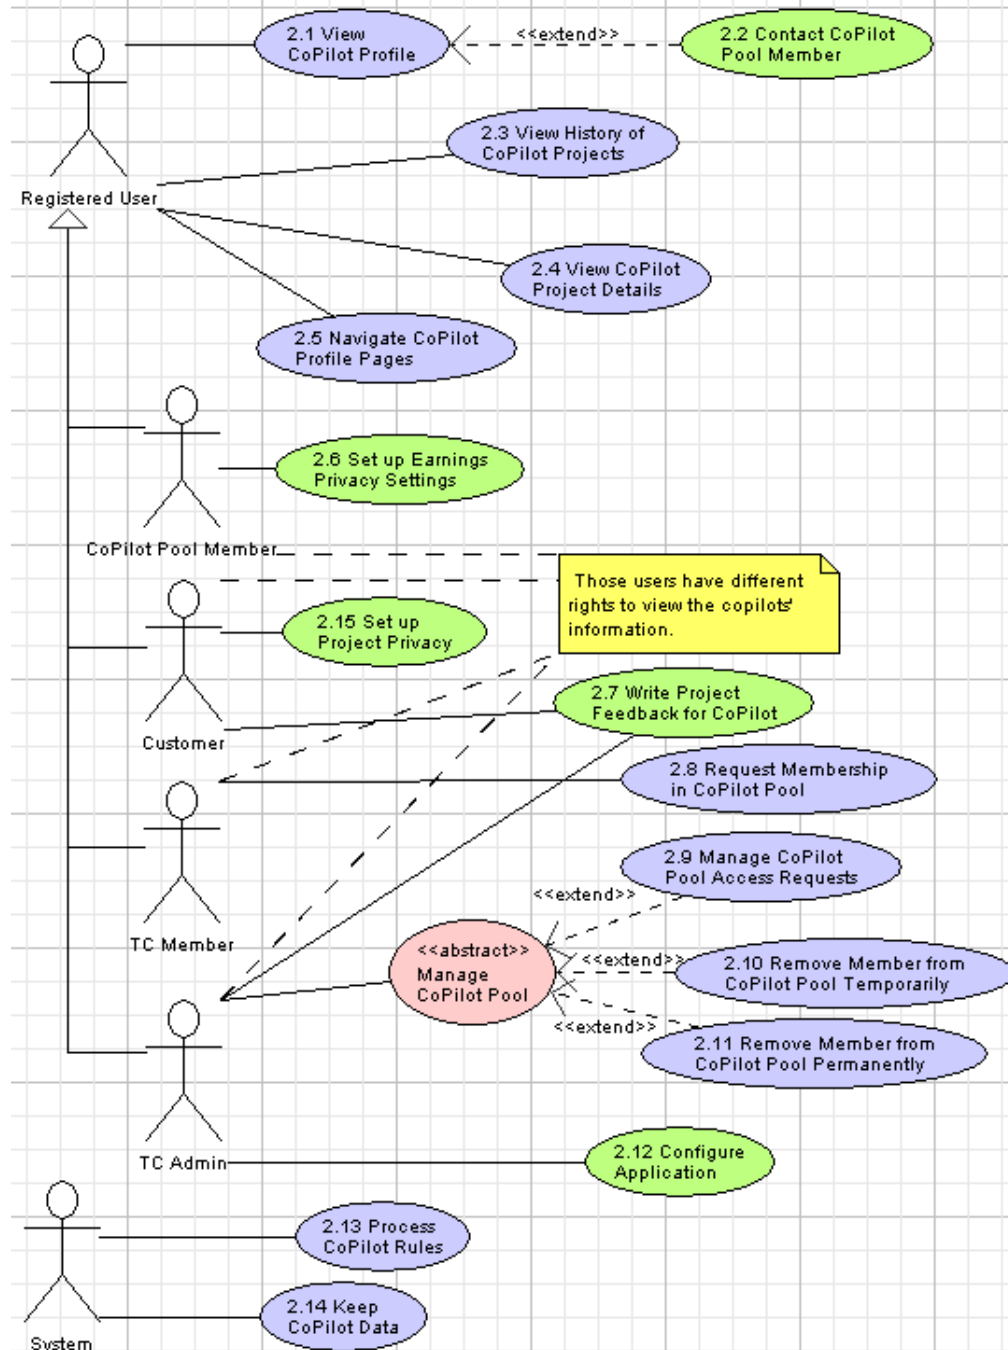 2.1 View
CoPilot Profile
<<extend>>
2.2 Contact CoPilot
Pool Member
2.3 View History of
CoPilot Projects
Registered User
2.4 View CoPilot
Project Details
2.5 Navigate CoPilot
Profile Pages
2.6 Set up Earnings
Privacy Settings
CoPilot Pool Member
Those users have different
rights to view the copilots'
information.
2.15 Set up
Project Privacy
2.7 Write Project
Feedback for CoPilot
Customer
2.8 Request Membership
in CoPilot Pool
2.9 Manage CoPilot
Pool Access Requests
<<extend>>
TC Member
<<abstract>>
Manage
CoPilot Pool
<<extend>>
2.10 Remove Member from
CoPilot Pool Temporarily
<<extend>>
2.11 Remove Member from
CoPilot Pool Permanently
TC Admin
2.12 Configure
Application
2.13 Process
CoPilot Rules
2.14 Keep
CoPilot Data
System